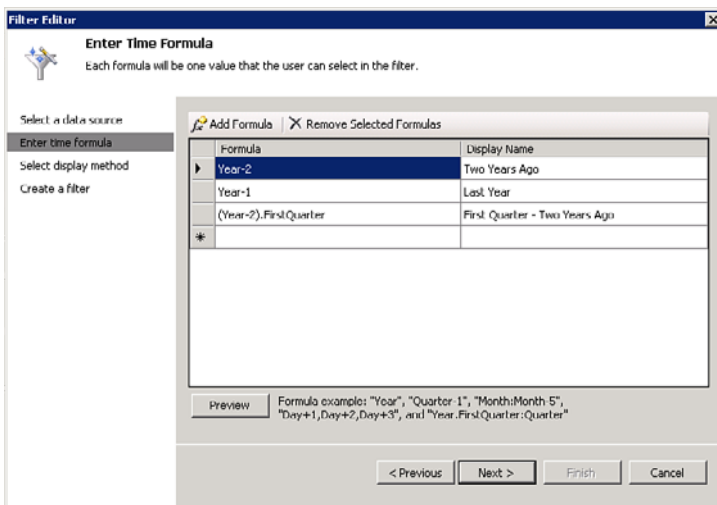 Filter Editor
Enter Time Formula
Each formula will be one value that the user can select in the filter.
Select a data source
Enter time formula
Select display method
Create a filter
Add Formula
Remove Selected Formulas
Formula Display Name
Year-2 Two Years Ago
Year-1 Last Year
(Year-2).FirstQuarter First Quarter - Two Years Ago
Preview
Formula example: "Year", "Quarter-1", "Month:Month-5",
"Day+1,Day+2,Day+3", and "Year.FirstQuarter:Quarter"
< Previous Next > Finish Cancel